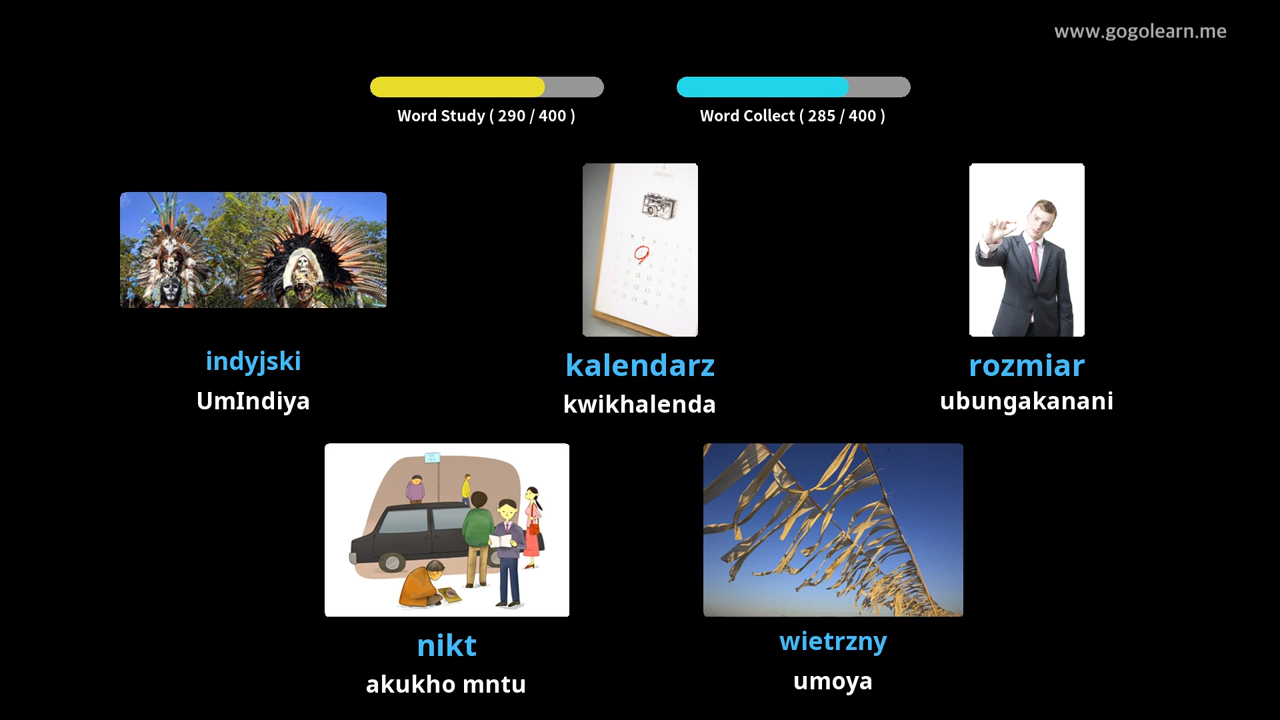 www.gogolearn.me
Word Study ( 290 / 400 )
Word Collect ( 285 / 400 )
indyjski
UmIndiya
kalendarz
kwikhalenda
rozmiar
ubungakanani
nikt
akukho mntu
wietrzny
umoya